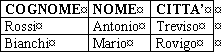 COGNOME¤ NOME¤ CITTA'¤ ¤
Rossi¤ Antonio¤ Treviso¤ ¤
Bianchi¤ Mario¤ Rovigo¤ ¤